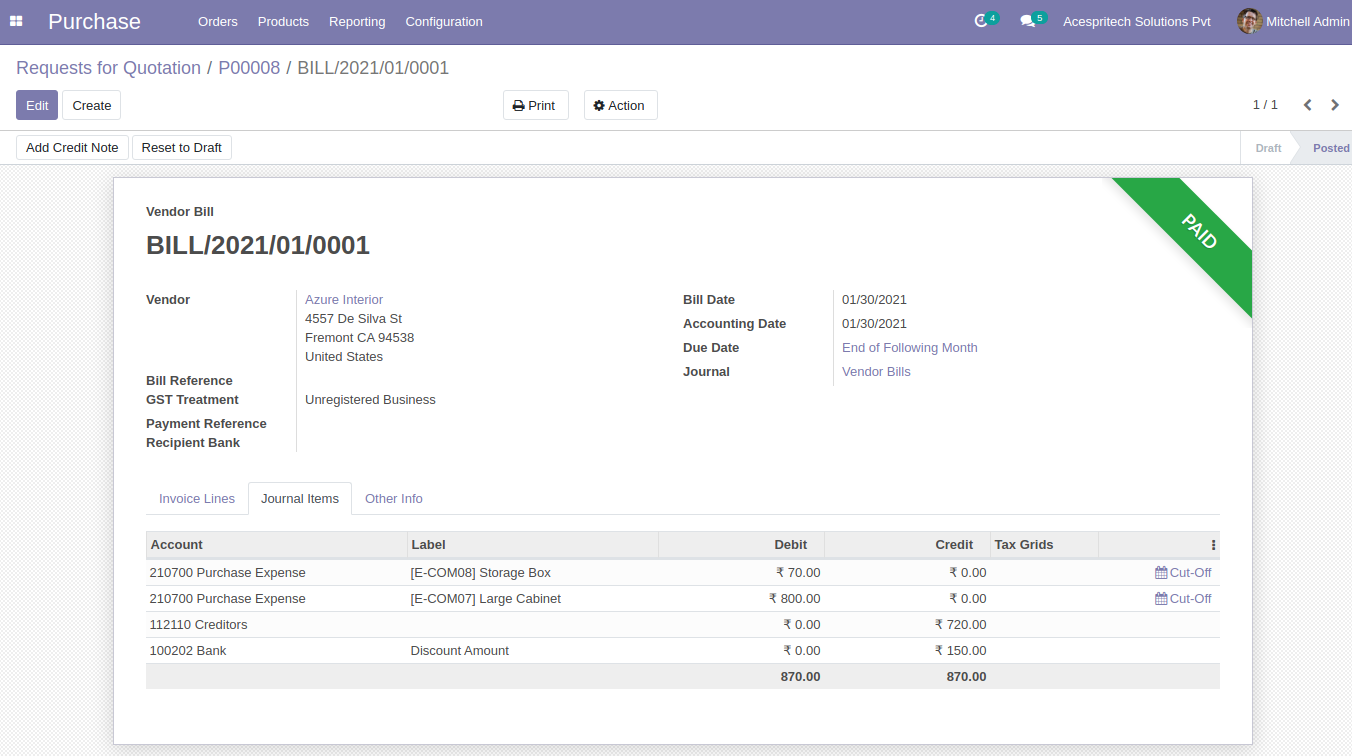 Purchase Orders Products Reporting Configuration 4 5 Acespritech Solutions Pvt Mitchell Admin
Requests for Quotation / P00008 / BILL/2021/01/0001
Edit Create Print Action 1 / 1
Add Credit Note Reset to Draft Draft Posted
PAID
Vendor Bill
BILL/2021/01/0001
Vendor Azure Interior
4557 De Silva St
Fremont CA 94538
United States
Bill Reference
GST Treatment Unregistered Business
Payment Reference
Recipient Bank
Bill Date 01/30/2021
Accounting Date 01/30/2021
Due Date End of Following Month
Journal Vendor Bills
Invoice Lines Journal Items Other Info
Account Label Debit Credit Tax Grids
210700 Purchase Expense [E-COM08] Storage Box ₹ 70.00 ₹ 0.00 Cut-Off
210700 Purchase Expense [E-COM07] Large Cabinet ₹ 800.00 ₹ 0.00 Cut-Off
112110 Creditors ₹ 0.00 ₹ 720.00
100202 Bank Discount Amount ₹ 0.00 ₹ 150.00
870.00 870.00